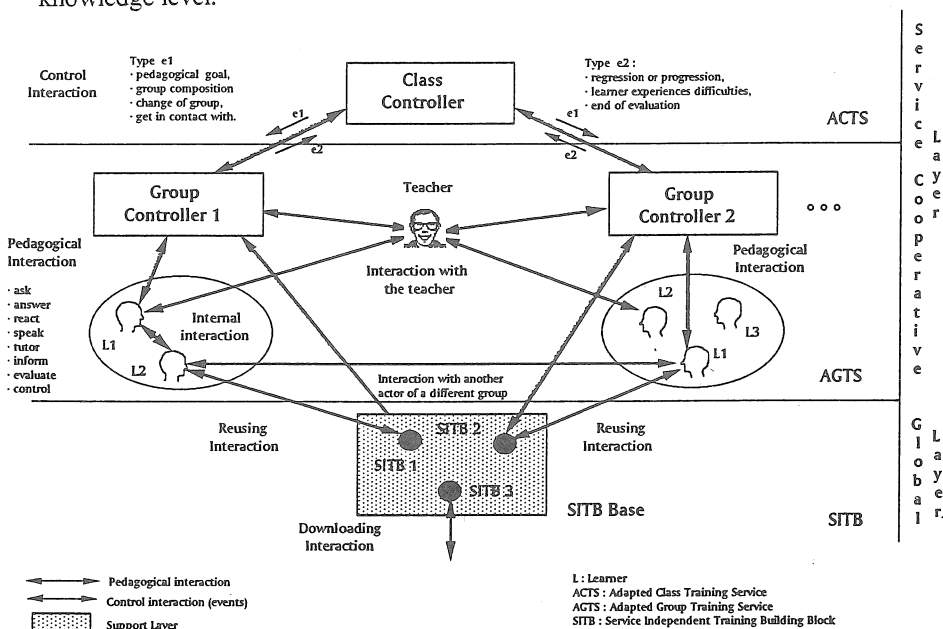 knowledge level.
Control
Interaction
Type e1
· pedagogical goal,
· group composition
· change of group,
· get in contact with.
Class
Controller
Type e2 :
· regression or progression,
· learner experiences difficulties,
· end of evaluation
ACTS
e1
e2
e1
e2
Service Cooperative
Layer
Group
Controller 1
Teacher
Group
Controller 2
Pedagogical
Interaction
· ask
· answer
· react
· speak
· tutor
· inform
· evaluate
· control
Interaction with
the teacher
Pedagogical
Interaction
Internal
interaction
L1
L2
L2
L3
L1
Interaction with another
actor of a different group
AGTS
Reusing
Interaction
SITB 2
SITB 1
SITB 3
Reusing
Interaction
Global
Layer.
SITB Base
SITB
Downloading
Interaction
Pedagogical interaction
Control interaction (events)
Support Layer
L : Learner
ACTS : Adapted Class Training Service
AGTS : Adapted Group Training Service
SITB : Service Independent Training Building Block